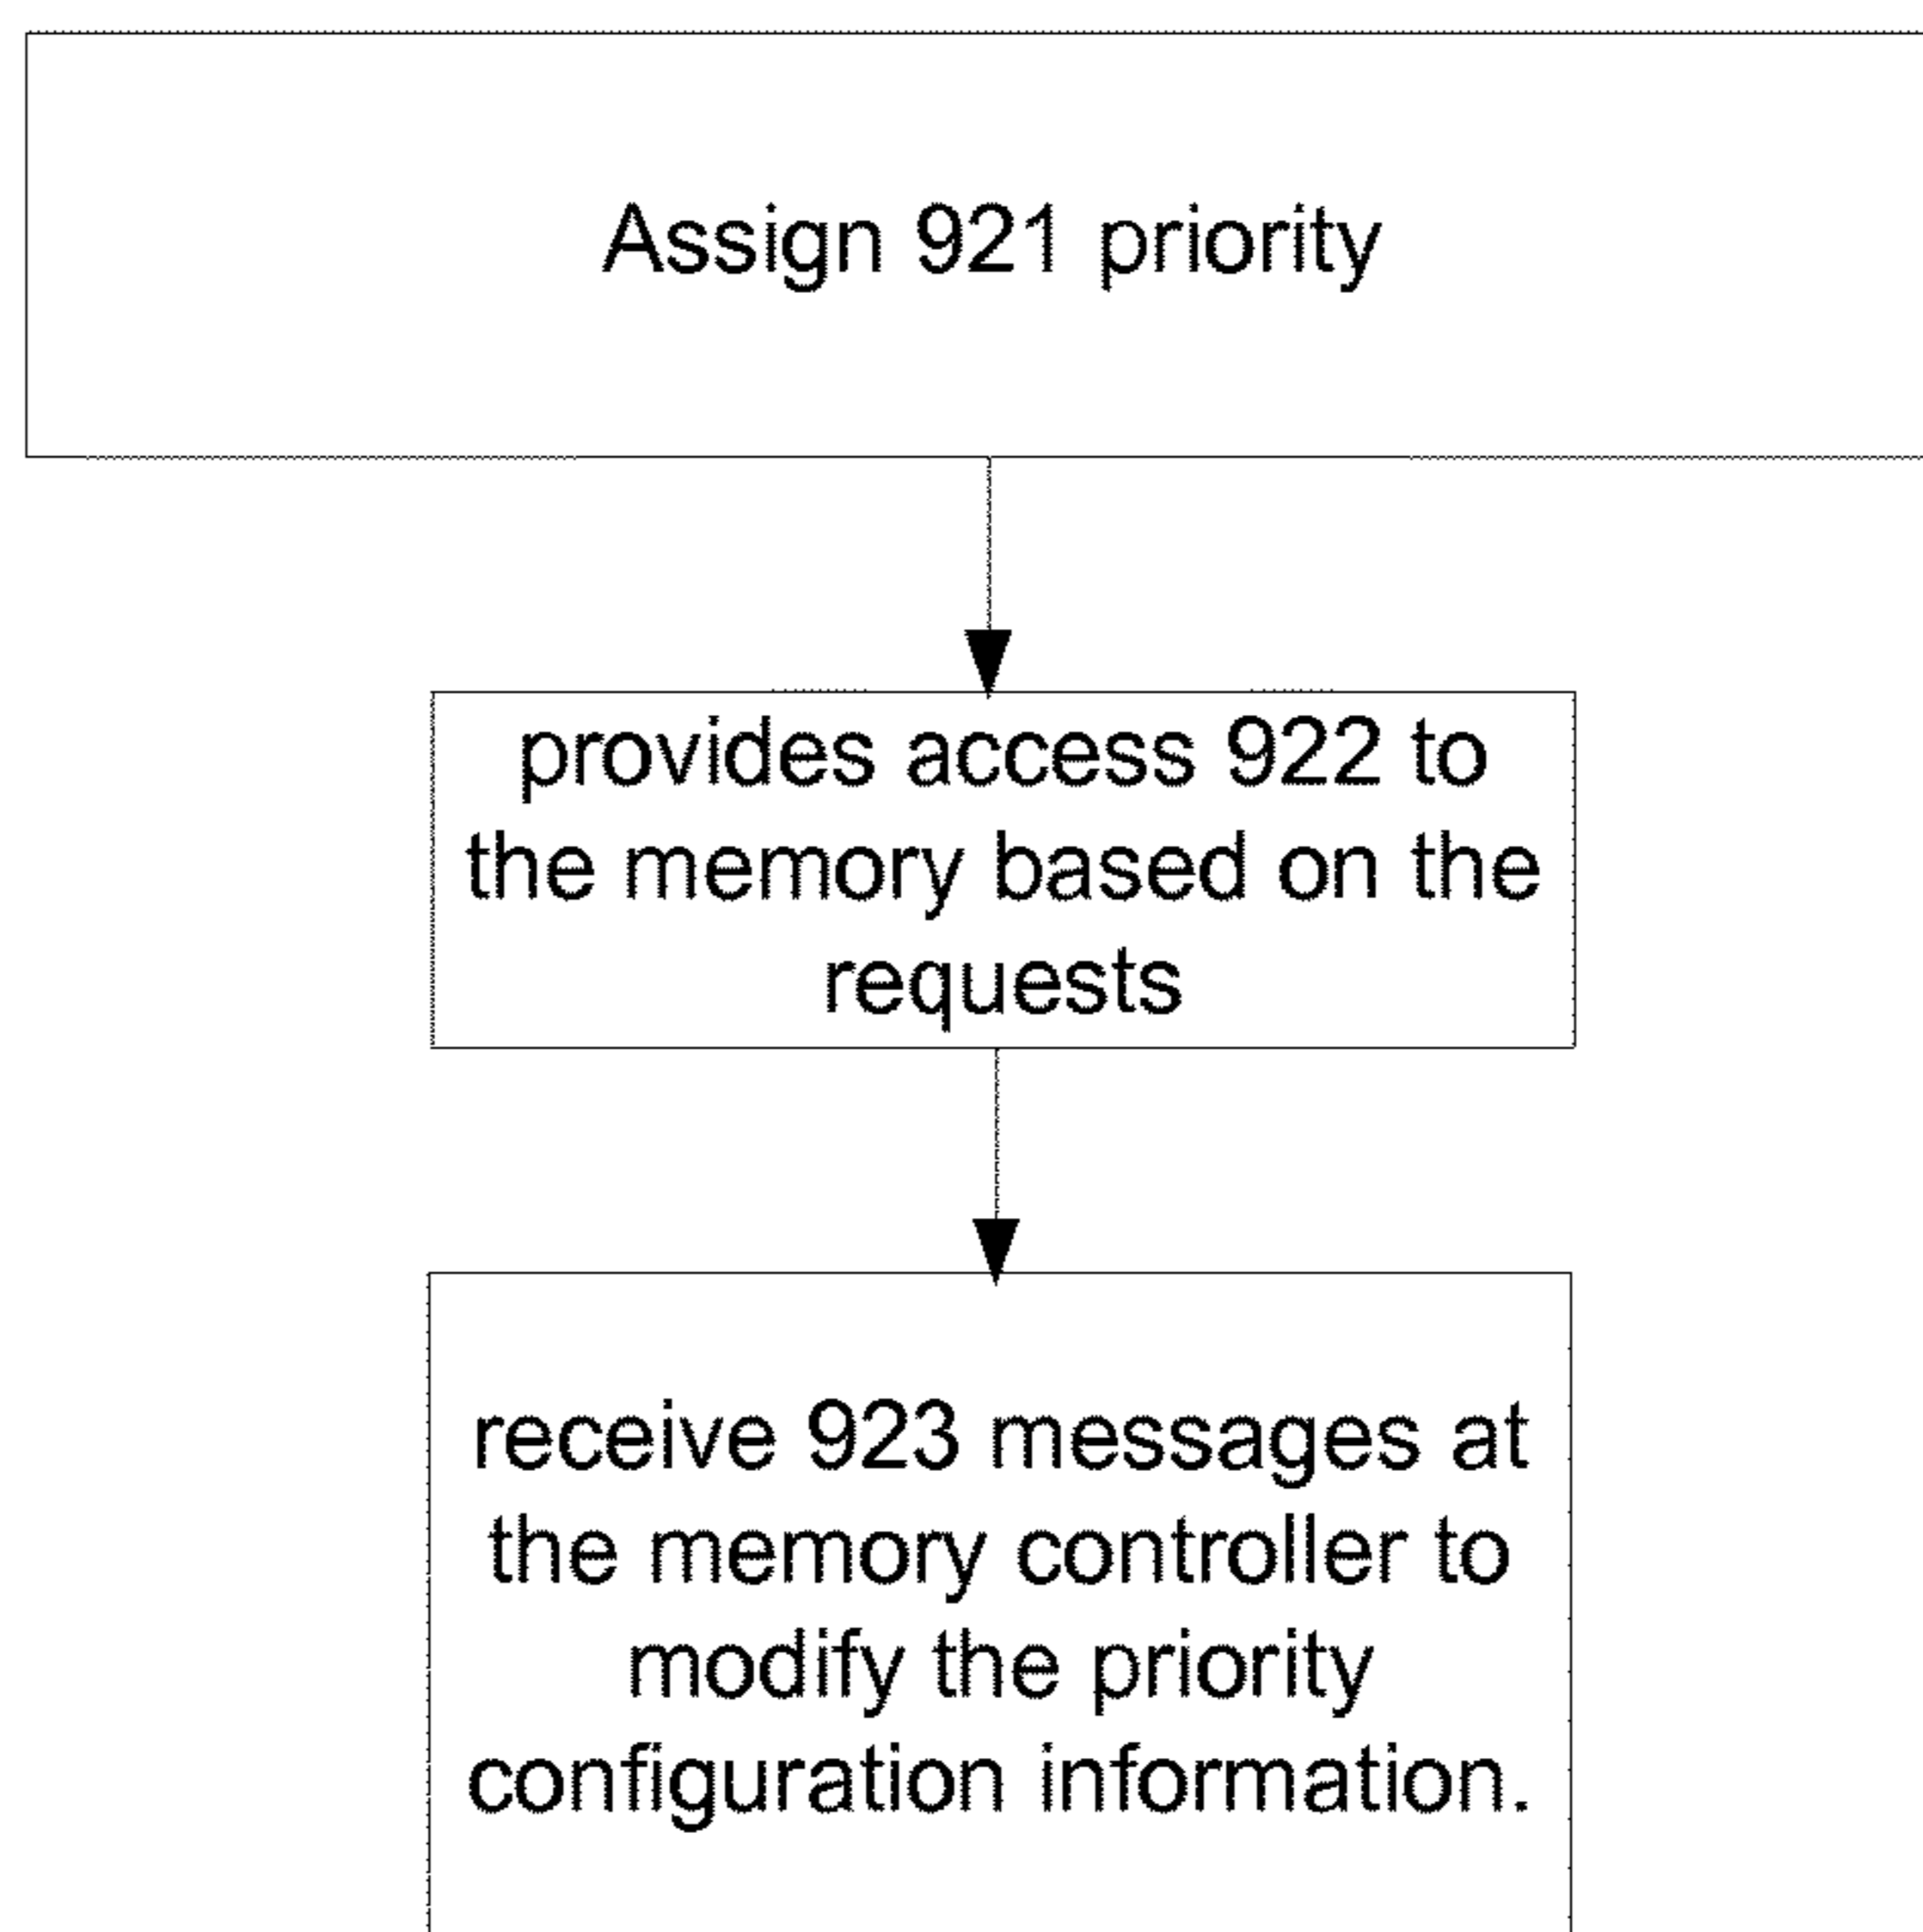 Assign 921 priority
provides access 922 to
the memory based on the
requests
receive 923 messages at
the memory controller to
modify the priority
configuration information.